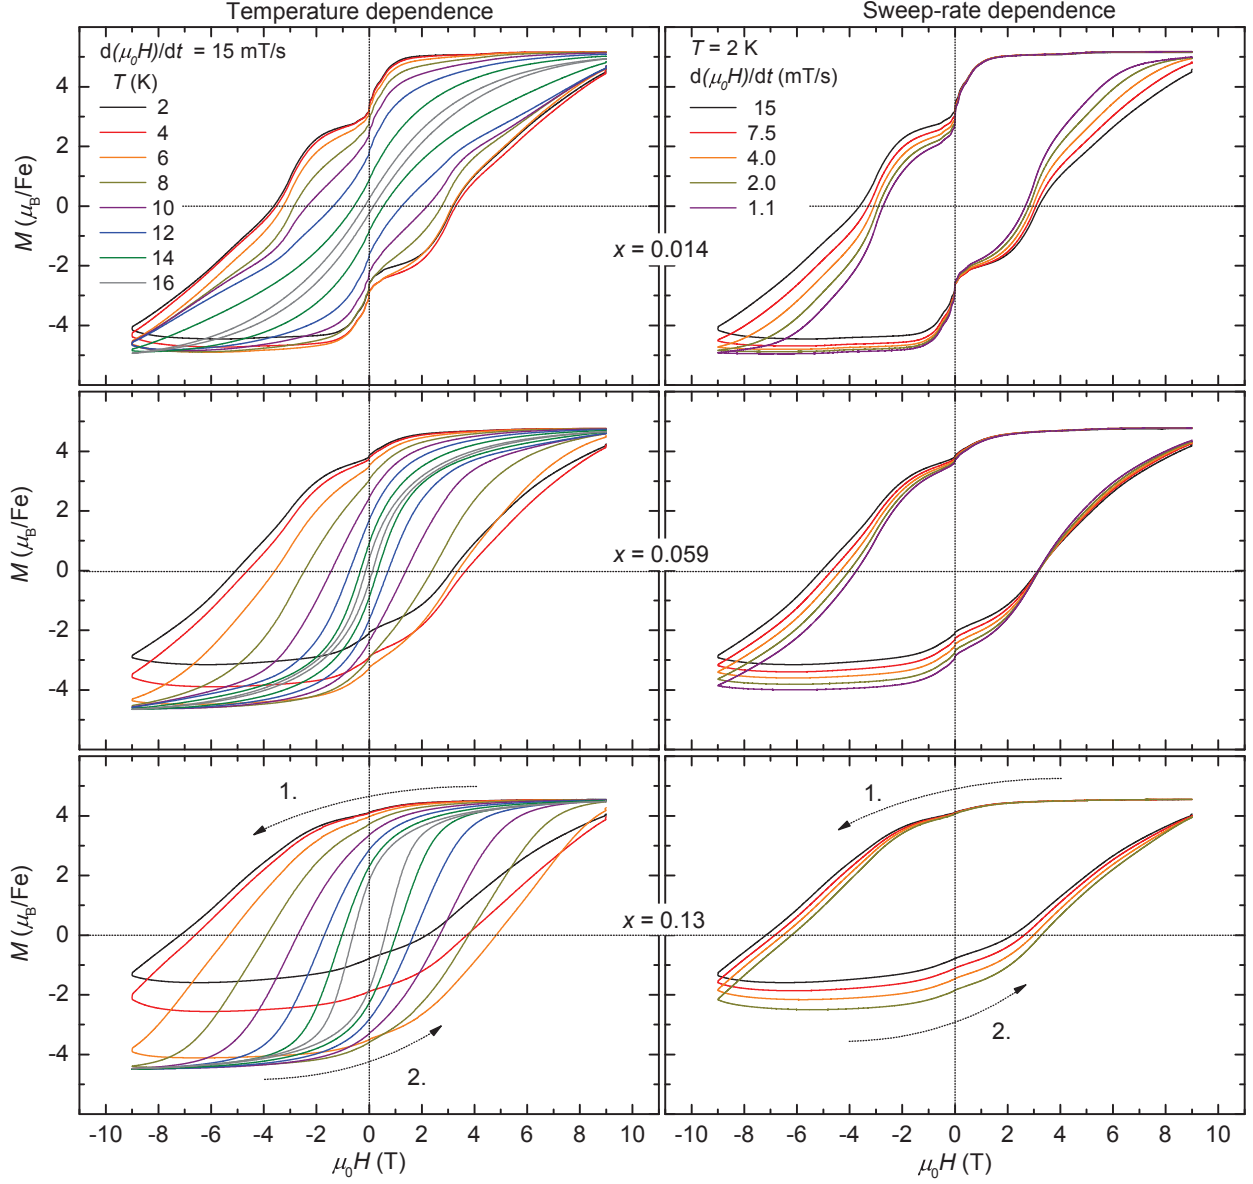 Temperature dependence
Sweep-rate dependence
d(μ₀H)/dt = 15 mT/s
T (K)
2
4
6
8
10
12
14
16
T = 2 K
d(μ₀H)/dt (mT/s)
15
7.5
4.0
2.0
1.1
M (μB/Fe)
4
2
0
-2
-4
x = 0.014
M (μB/Fe)
4
2
0
-2
-4
x = 0.059
M (μB/Fe)
4
2
0
-2
-4
x = 0.13
1.
2.
1.
2.
-10 -8 -6 -4 -2 0 2 4 6 8 10
-10 -8 -6 -4 -2 0 2 4 6 8 10
μ₀H (T)
μ₀H (T)